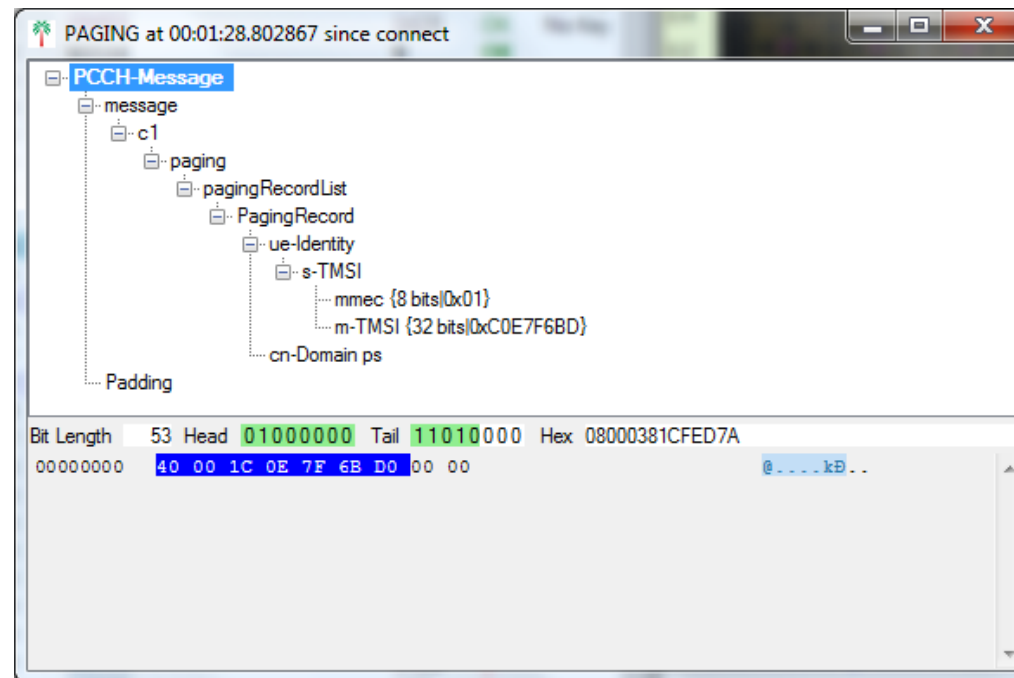 PAGING at 00:01:28.802867 since connect
PCCH-Message
message
c1
paging
pagingRecordList
PagingRecord
ue-Identity
s-TMSI
mmec {8 bits|0x01}
m-TMSI {32 bits|0xC0E7F6BD}
cn-Domain ps
Padding
Bit Length 53 Head 01000000 Tail 11010000 Hex 08000381CFED7A
00000000 40 00 1C 0E 7F 6B D0 00 00 @....kÐ..